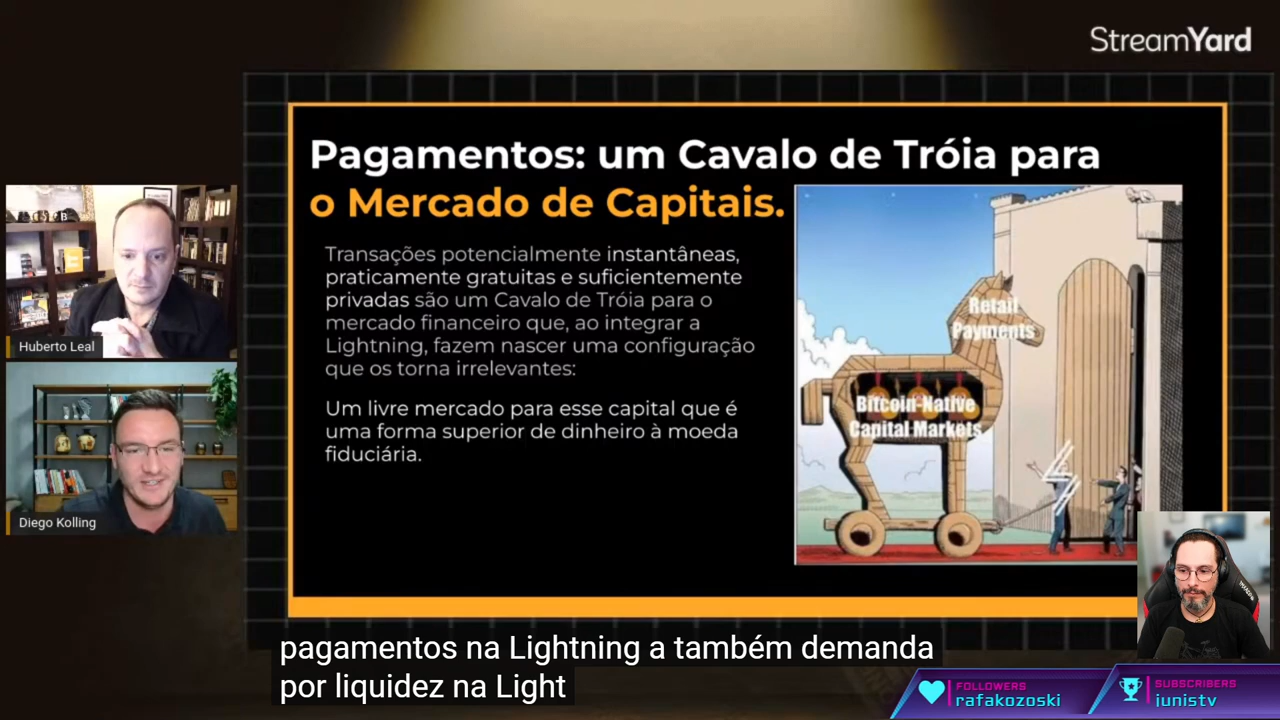 StreamYard
Pagamentos: um Cavalo de Tróia para
o Mercado de Capitais.
Transações potencialmente instantâneas,
praticamente gratuitas e suficientemente
privadas são um Cavalo de Tróia para o
mercado financeiro que, ao integrar a
Lightning, fazem nascer uma configuração
que os torna irrelevantes:
Um livre mercado para esse capital que é
uma forma superior de dinheiro à moeda
fiduciária.
Retail
Payments
Bitcoin-Native
Capital Markets
Huberto Leal
Diego Kolling
pagamentos na Lightning a também demanda
por liquidez na Light
FOLLOWERS
rafakozoski
SUBSCRIBERS
junistv